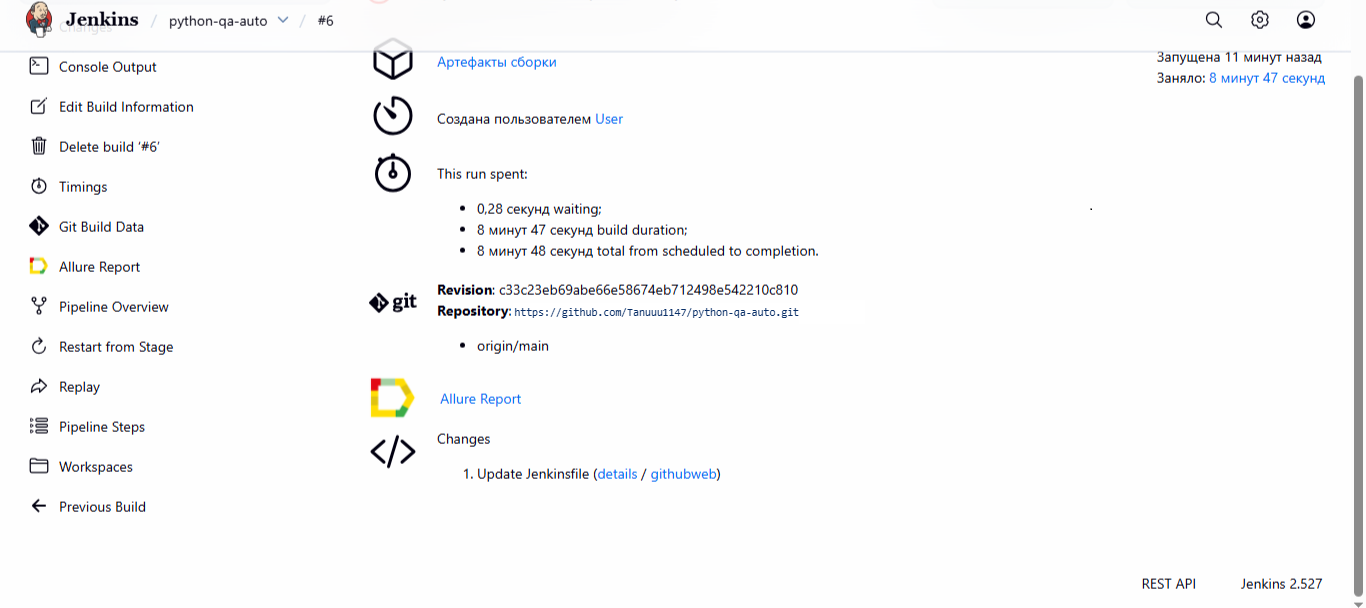 Jenkins / python-qa-auto / #6
Changes
Console Output
Edit Build Information
Delete build ‘#6’
Timings
Git Build Data
Allure Report
Pipeline Overview
Restart from Stage
Replay
Pipeline Steps
Workspaces
Previous Build
Артефакты сборки
Запущена 11 минут назад
Заняло: 8 минут 47 секунд
Создана пользователем User
This run spent:
• 0,28 секунд waiting;
• 8 минут 47 секунд build duration;
• 8 минут 48 секунд total from scheduled to completion.
git
Revision: c33c23eb69abe66e58674eb712498e542210c810
Repository: https://github.com/Tanuuu1147/python-qa-auto.git
• origin/main
Allure Report
Changes
1. Update Jenkinsfile (details / githubweb)
REST API
Jenkins 2.527